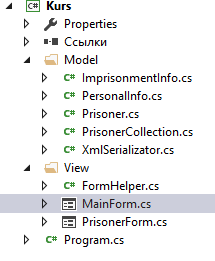 Kurs
Properties
Ссылки
Model
ImprisonmentInfo.cs
PersonalInfo.cs
Prisoner.cs
PrisonerCollection.cs
XmlSerializator.cs
View
FormHelper.cs
MainForm.cs
PrisonerForm.cs
Program.cs